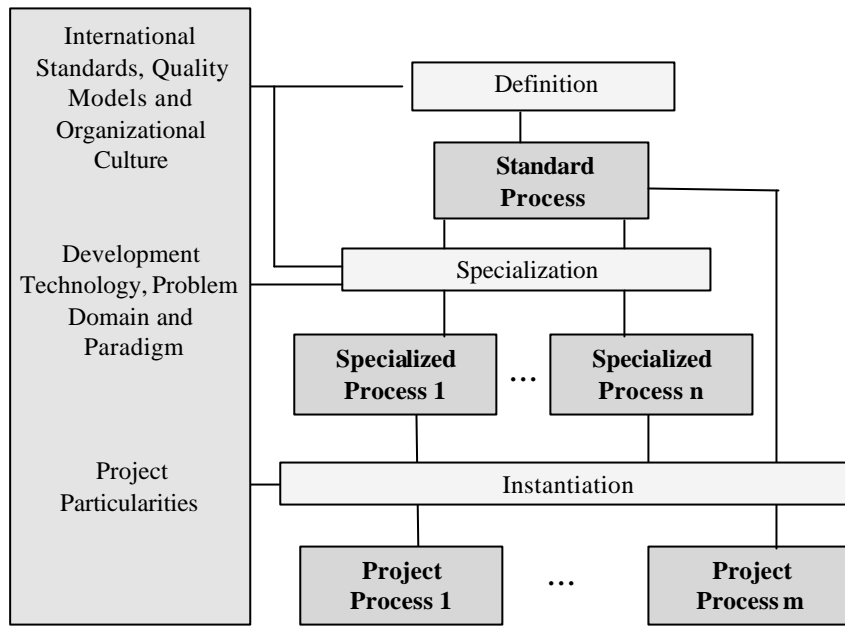 International
Standards, Quality
Models and
Organizational
Culture
Development
Technology, Problem
Domain and
Paradigm
Project
Particularities
Definition
Standard
Process
Specialization
Specialized
Process 1
...
Specialized
Process n
Instantiation
Project
Process 1
...
Project
Process m